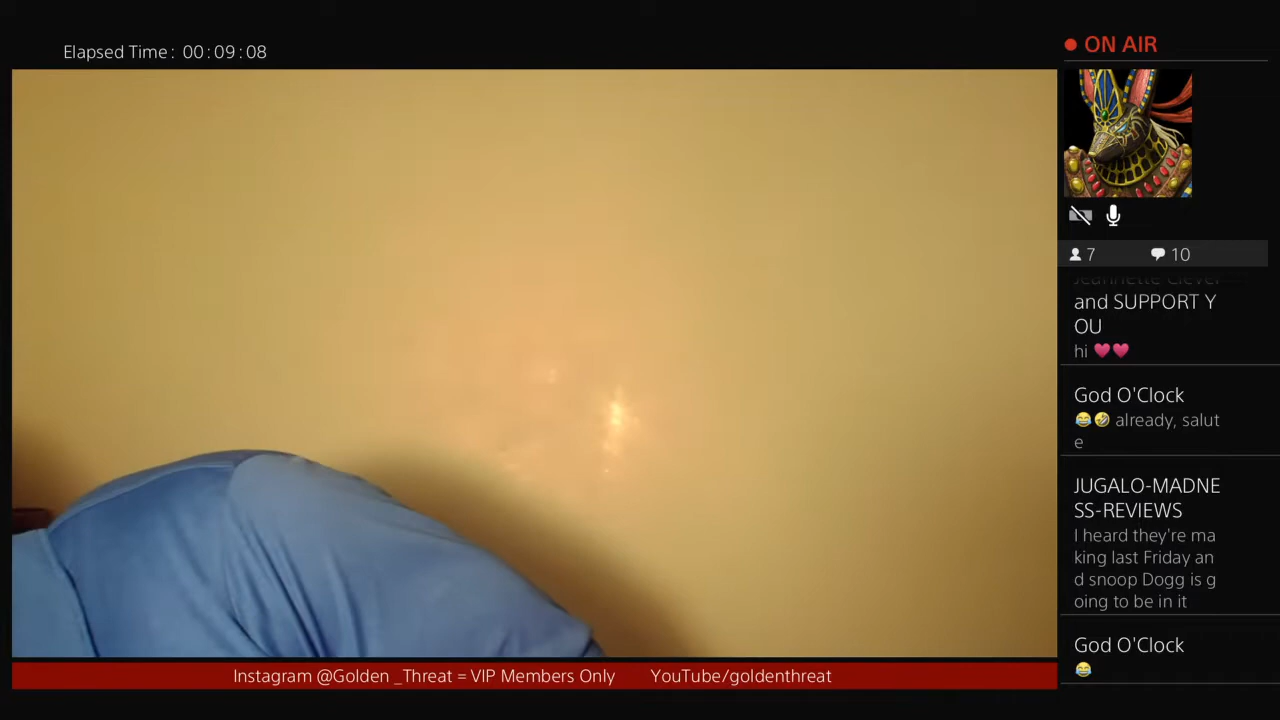 Elapsed Time: 00:09:08
ON AIR
7 10
Jeannette Clever
and SUPPORT Y
OU
hi
God O'Clock
already, salut
e
JUGALO-MADNE
SS-REVIEWS
I heard they're ma
king last Friday an
d snoop Dogg is g
oing to be in it
God O'Clock
Instagram @Golden _Threat = VIP Members Only YouTube/goldenthreat